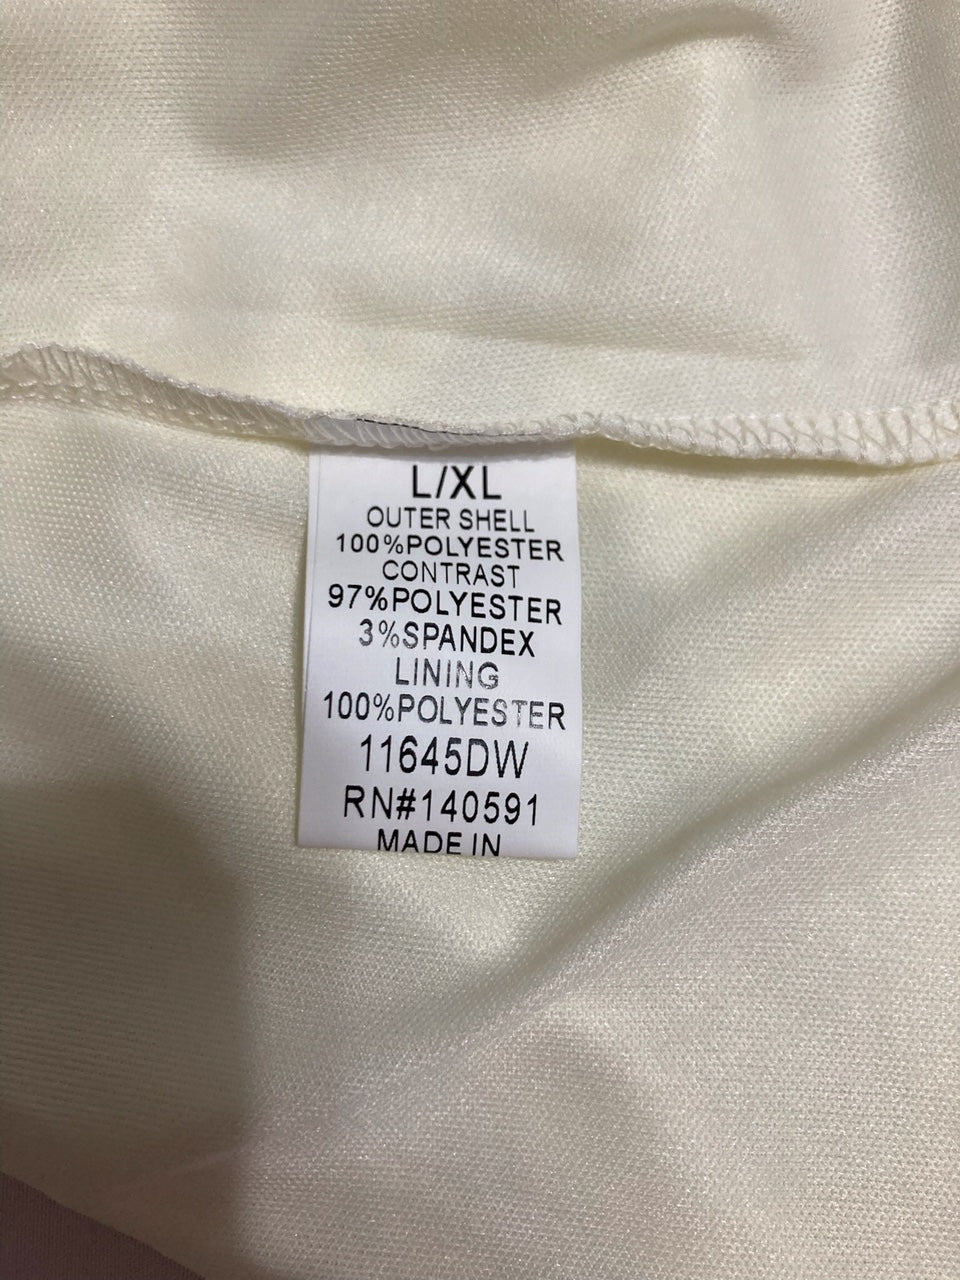 L/XL
OUTER SHELL
100%POLYESTER
CONTRAST
97%POLYESTER
3%SPANDEX
LINING
100%POLYESTER
11645DW
RN#140591
MADE IN